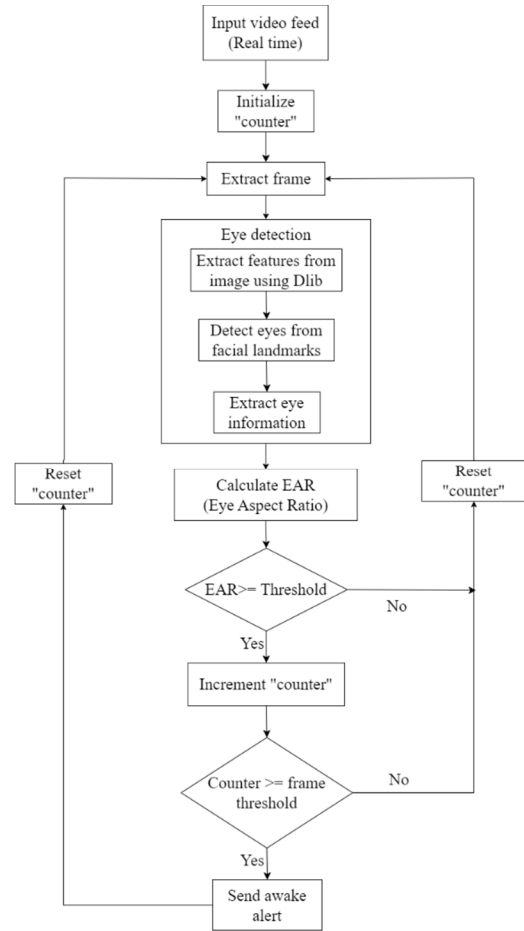 Input video feed
(Real time)
Initialize
"counter"
Extract frame
Eye detection
Extract features from
image using Dlib
Detect eyes from
facial landmarks
Extract eye
information
Reset
"counter"
Calculate EAR
(Eye Aspect Ratio)
Reset
"counter"
EAR>= Threshold
No
Yes
Increment "counter"
Counter >= frame
threshold
No
Yes
Send awake
alert